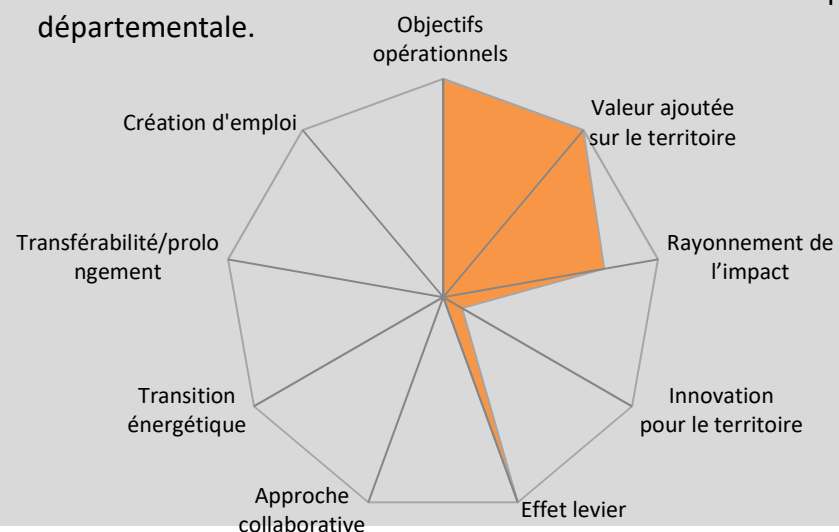 départementale.
Objectifs
opérationnels
Valeur ajoutée
sur le territoire
Rayonnement de
l’impact
Innovation
pour le territoire
Effet levier
Approche
collaborative
Transition
énergétique
Transférabilité/prolo
ngement
Création d'emploi